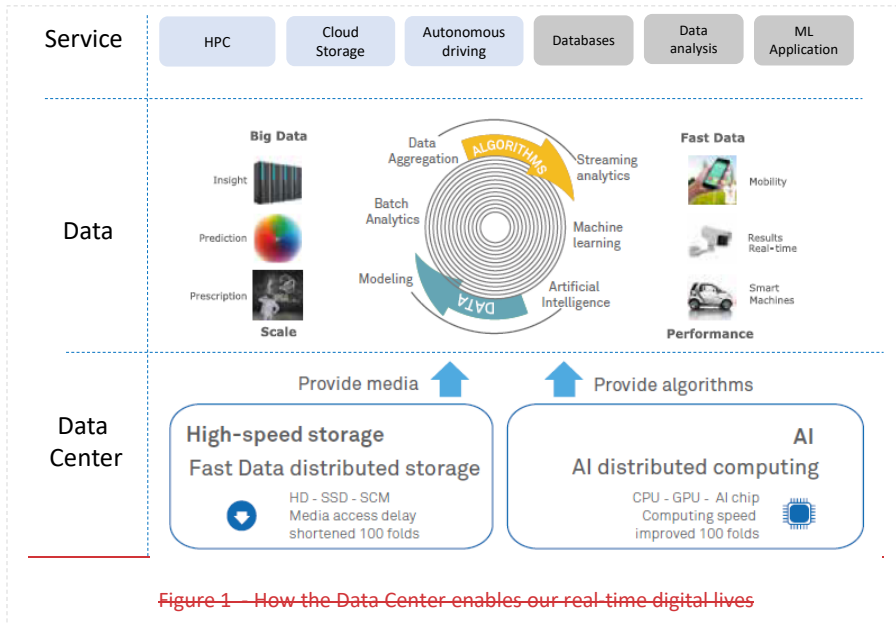 Service
HPC
Cloud
Storage
Autonomous
driving
Databases
Data
analysis
ML
Application
Data
Big Data
Insight
Prediction
Prescription
Scale
Data
Aggregation
Batch
Analytics
Modeling
ALGORITHMS
DATA
Streaming
analytics
Machine
learning
Artificial
Intelligence
Fast Data
Mobility
Results
Real-time
Smart
Machines
Performance
Data
Center
Provide media
Provide algorithms
High-speed storage
Fast Data distributed storage
HD - SSD - SCM
Media access delay
shortened 100 folds
AI
AI distributed computing
CPU - GPU - AI chip
Computing speed
improved 100 folds
Figure 1 - How the Data Center enables our real-time digital lives